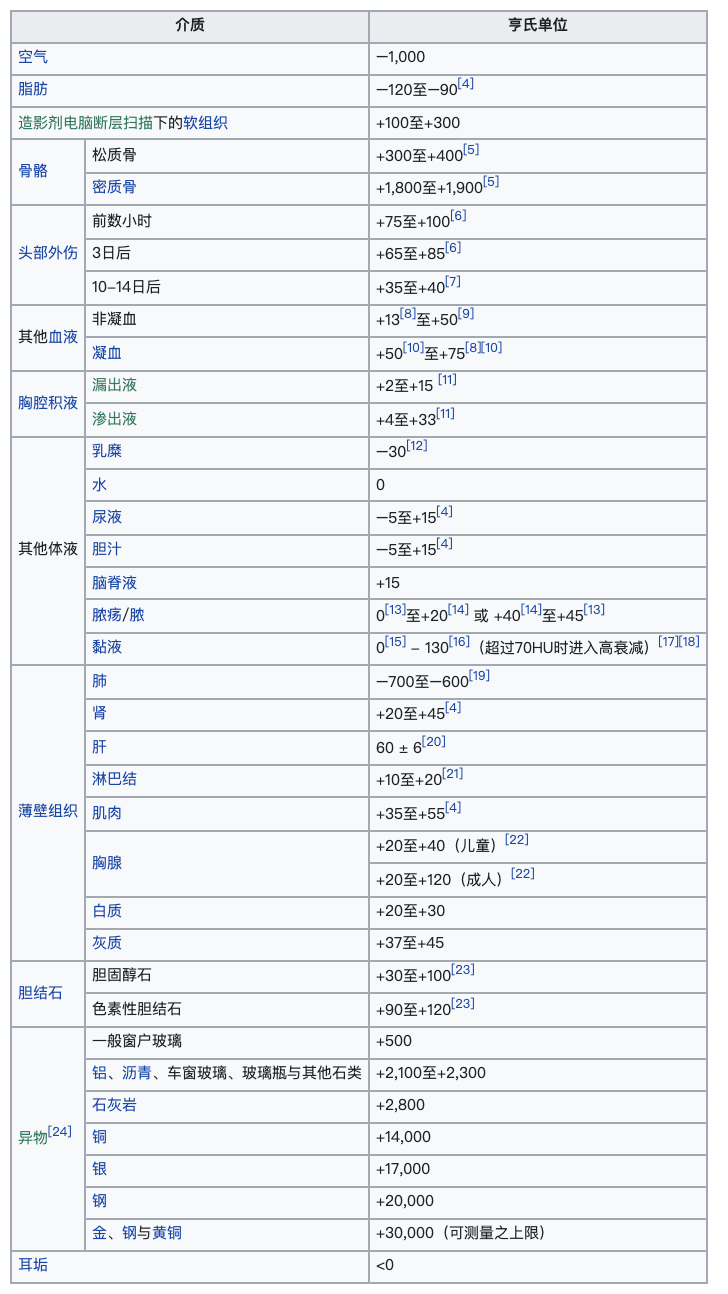 介质 亨氏单位
空气 −1,000
脂肪 −120至−90[4]
造影剂电脑断层扫描下的软组织 +100至+300
骨骼 松质骨 +300至+400[5]
密质骨 +1,800至+1,900[5]
头部外伤 前数小时 +75至+100[6]
3日后 +65至+85[6]
10–14日后 +35至+40[7]
其他血液 非凝血 +13[8]至+50[9]
凝血 +50[10]至+75[8][10]
胸腔积液 漏出液 +2至+15 [11]
渗出液 +4至+33[11]
其他体液 乳糜 −30[12]
水 0
尿液 −5至+15[4]
胆汁 −5至+15[4]
脑脊液 +15
脓疡/脓 0[13]至+20[14] 或 +40[14]至+45[13]
黏液 0[15] – 130[16]（超过70HU时进入高衰减）[17][18]
薄壁组织 肺 −700至−600[19]
肾 +20至+45[4]
肝 60 ± 6[20]
淋巴结 +10至+20[21]
肌肉 +35至+55[4]
胸腺 +20至+40（儿童）[22]
+20至+120（成人）[22]
白质 +20至+30
灰质 +37至+45
胆结石 胆固醇石 +30至+100[23]
色素性胆结石 +90至+120[23]
异物[24] 一般窗户玻璃 +500
铝、沥青、车窗玻璃、玻璃瓶与其他石类 +2,100至+2,300
石灰岩 +2,800
铜 +14,000
银 +17,000
钢 +20,000
金、钢与黄铜 +30,000（可测量之上限）
耳垢 <0